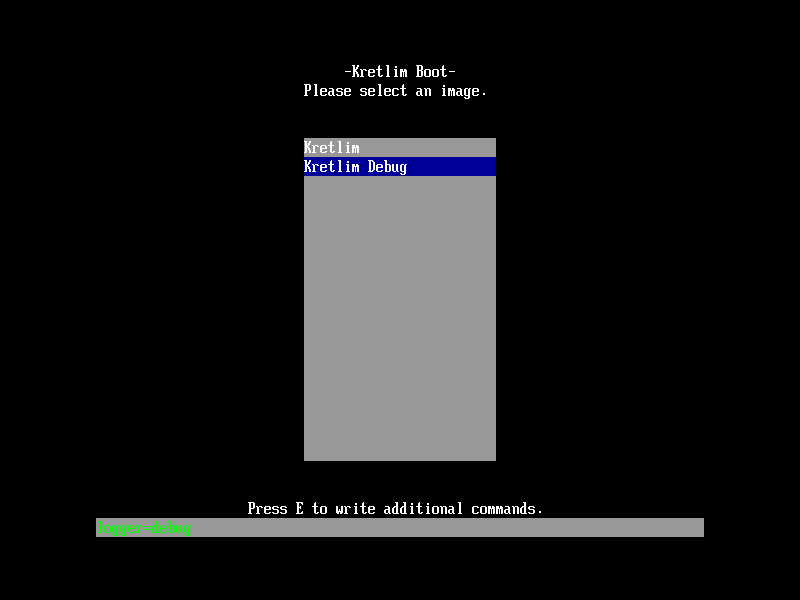 -Kretlim Boot-
Please select an image.
Kretlim
Kretlim Debug
Press E to write additional commands.
logger=debug